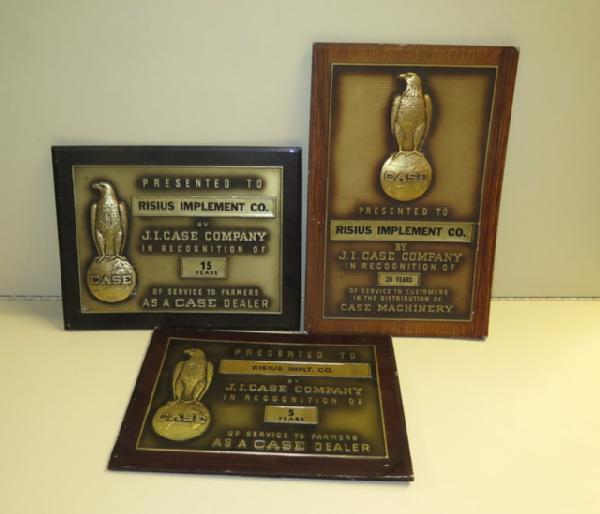 PRESENTED TO
RISIUS IMPLEMENT CO.
BY
J.I. CASE COMPANY
IN RECOGNITION OF
15
YEARS
OF SERVICE TO FARMERS
AS A CASE DEALER
CASE
CASE
PRESENTED TO
RISIUS IMPLEMENT CO.
BY
J.I. CASE COMPANY
IN RECOGNITION OF
20 YEARS
OF SERVICE TO CUSTOMERS
IN THE DISTRIBUTION OF
CASE MACHINERY
PRESENTED TO
RISIUS IMPLT. CO.
BY
J.I. CASE COMPANY
IN RECOGNITION OF
5
YEARS
OF SERVICE TO FARMERS
AS A CASE DEALER
CASE